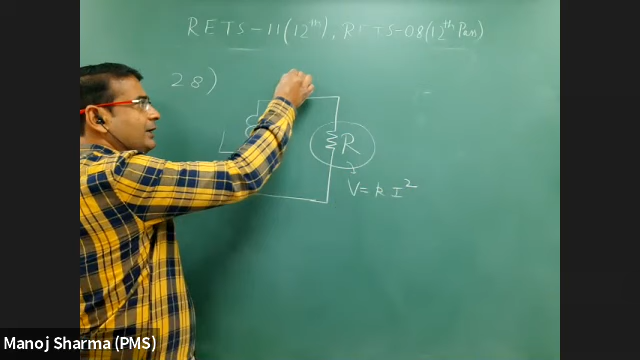 RETS-11(12th), RETS-08(12th Pass)
28)
L
R
V = k I²
Manoj Sharma (PMS)